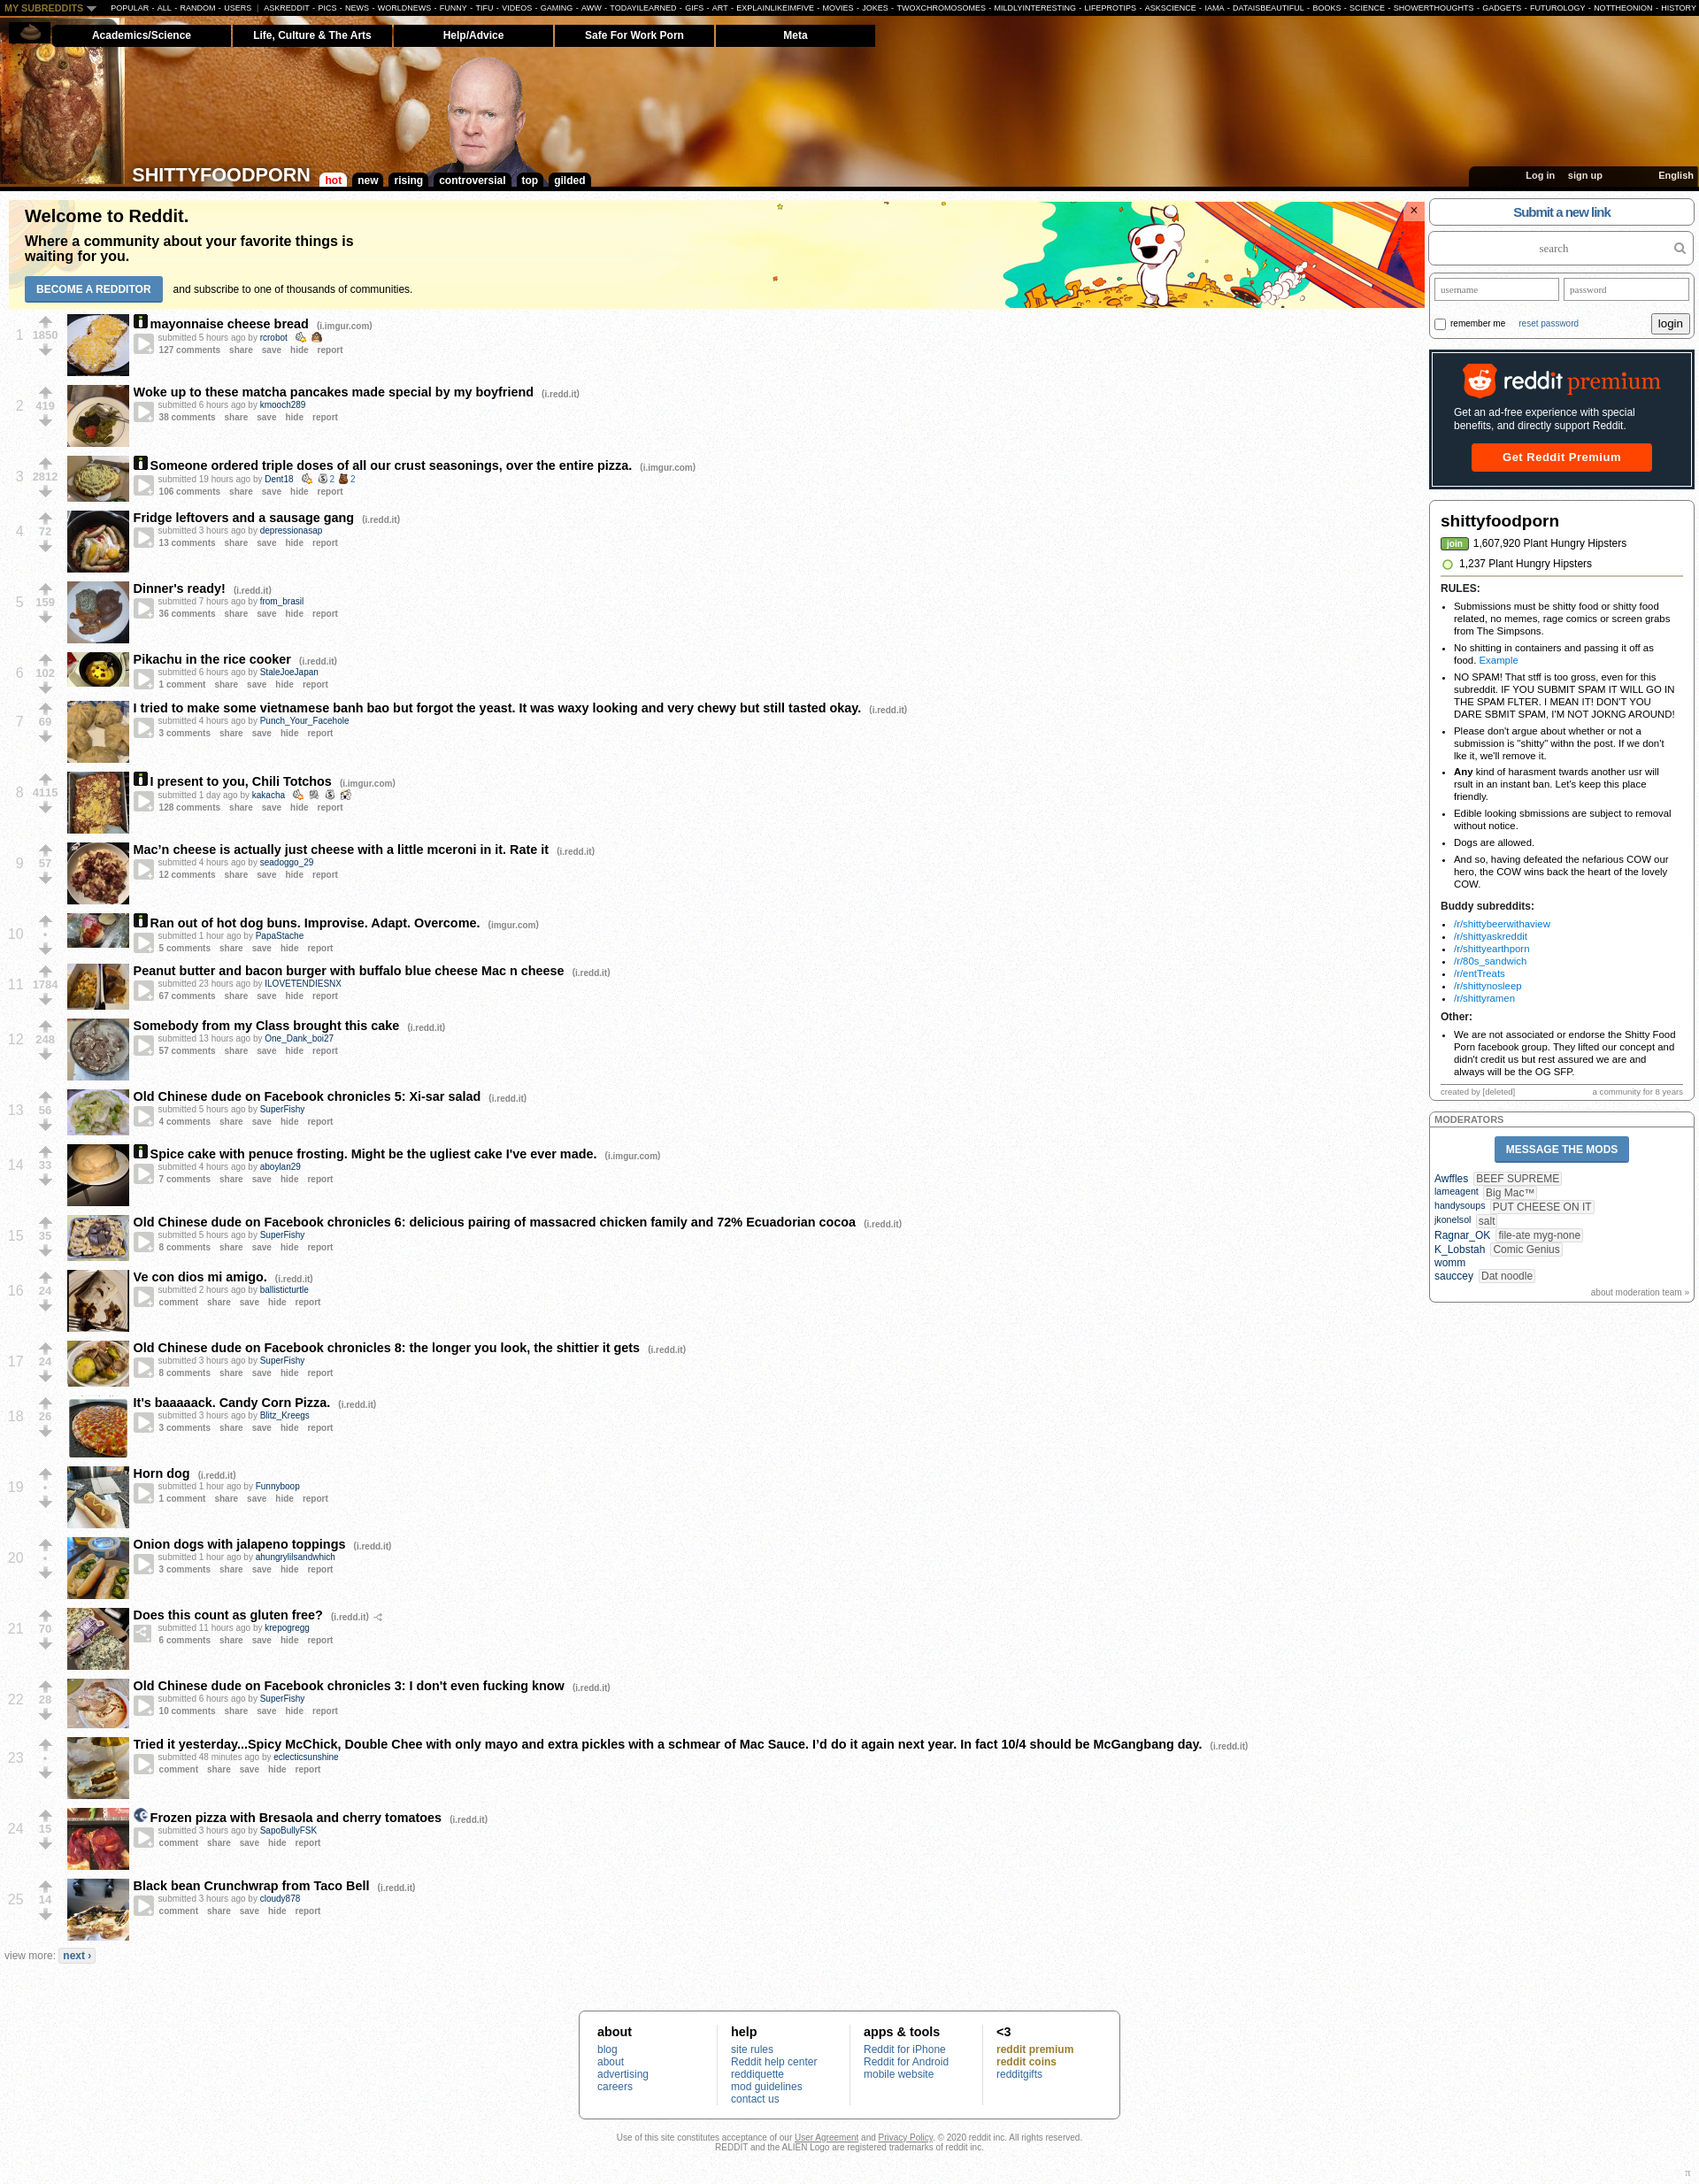 MY SUBREDDITS POPULAR - ALL - RANDOM - USERS | ASKREDDIT - PICS - NEWS - WORLDNEWS - FUNNY - TIFU - VIDEOS - GAMING - AWW - TODAYILEARNED - GIFS - ART - EXPLAINLIKEIMFIVE - MOVIES - JOKES - TWOXCHROMOSOMES - MILDLYINTERESTING - LIFEPROTIPS - ASKSCIENCE - IAMA - DATAISBEAUTIFUL - BOOKS - SCIENCE - SHOWERTHOUGHTS - GADGETS - FUTUROLOGY - NOTTHEONION - HISTORY
Academics/Science Life, Culture & The Arts Help/Advice Safe For Work Porn Meta
SHITTYFOODPORN hot new rising controversial top gilded
Log in sign up English
Welcome to Reddit.
Where a community about your favorite things is
waiting for you.
BECOME A REDDITOR and subscribe to one of thousands of communities.
×
1 1850 mayonnaise cheese bread (i.imgur.com)
submitted 5 hours ago by rcrobot
127 comments share save hide report
2 419 Woke up to these matcha pancakes made special by my boyfriend (i.redd.it)
submitted 6 hours ago by kmooch289
38 comments share save hide report
3 2812 Someone ordered triple doses of all our crust seasonings, over the entire pizza. (i.imgur.com)
submitted 19 hours ago by Dent18 2 2
106 comments share save hide report
4 72 Fridge leftovers and a sausage gang (i.redd.it)
submitted 3 hours ago by depressionasap
13 comments share save hide report
5 159 Dinner's ready! (i.redd.it)
submitted 7 hours ago by from_brasil
36 comments share save hide report
6 102 Pikachu in the rice cooker (i.redd.it)
submitted 6 hours ago by StaleJoeJapan
1 comment share save hide report
7 69 I tried to make some vietnamese banh bao but forgot the yeast. It was waxy looking and very chewy but still tasted okay. (i.redd.it)
submitted 4 hours ago by Punch_Your_Facehole
3 comments share save hide report
8 4115 I present to you, Chili Totchos (i.imgur.com)
submitted 1 day ago by kakacha
128 comments share save hide report
9 57 Mac’n cheese is actually just cheese with a little mceroni in it. Rate it (i.redd.it)
submitted 4 hours ago by seadoggo_29
12 comments share save hide report
10 • Ran out of hot dog buns. Improvise. Adapt. Overcome. (imgur.com)
submitted 1 hour ago by PapaStache
5 comments share save hide report
11 1784 Peanut butter and bacon burger with buffalo blue cheese Mac n cheese (i.redd.it)
submitted 23 hours ago by ILOVETENDIESNX
67 comments share save hide report
12 248 Somebody from my Class brought this cake (i.redd.it)
submitted 13 hours ago by One_Dank_boi27
57 comments share save hide report
13 56 Old Chinese dude on Facebook chronicles 5: Xi-sar salad (i.redd.it)
submitted 5 hours ago by SuperFishy
4 comments share save hide report
14 33 Spice cake with penuce frosting. Might be the ugliest cake I've ever made. (i.imgur.com)
submitted 4 hours ago by aboylan29
7 comments share save hide report
15 35 Old Chinese dude on Facebook chronicles 6: delicious pairing of massacred chicken family and 72% Ecuadorian cocoa (i.redd.it)
submitted 5 hours ago by SuperFishy
8 comments share save hide report
16 24 Ve con dios mi amigo. (i.redd.it)
submitted 2 hours ago by ballisticturtle
comment share save hide report
17 24 Old Chinese dude on Facebook chronicles 8: the longer you look, the shittier it gets (i.redd.it)
submitted 3 hours ago by SuperFishy
8 comments share save hide report
18 26 It's baaaaack. Candy Corn Pizza. (i.redd.it)
submitted 3 hours ago by Blitz_Kreegs
3 comments share save hide report
19 • Horn dog (i.redd.it)
submitted 1 hour ago by Funnyboop
1 comment share save hide report
20 • Onion dogs with jalapeno toppings (i.redd.it)
submitted 1 hour ago by ahungrylilsandwhich
3 comments share save hide report
21 70 Does this count as gluten free? (i.redd.it)
submitted 11 hours ago by krepogregg
6 comments share save hide report
22 28 Old Chinese dude on Facebook chronicles 3: I don't even fucking know (i.redd.it)
submitted 6 hours ago by SuperFishy
10 comments share save hide report
23 • Tried it yesterday...Spicy McChick, Double Chee with only mayo and extra pickles with a schmear of Mac Sauce. I’d do it again next year. In fact 10/4 should be McGangbang day. (i.redd.it)
submitted 48 minutes ago by eclecticsunshine
comment share save hide report
24 15 Frozen pizza with Bresaola and cherry tomatoes (i.redd.it)
submitted 3 hours ago by SapoBullyFSK
comment share save hide report
25 14 Black bean Crunchwrap from Taco Bell (i.redd.it)
submitted 3 hours ago by cloudy878
comment share save hide report
view more: next ›
Submit a new link
search
username password
remember me reset password login
reddit premium
Get an ad-free experience with special
benefits, and directly support Reddit.
Get Reddit Premium
shittyfoodporn
join 1,607,920 Plant Hungry Hipsters
1,237 Plant Hungry Hipsters
RULES:
Submissions must be shitty food or shitty food
related, no memes, rage comics or screen grabs
from The Simpsons.
No shitting in containers and passing it off as
food. Example
NO SPAM! That stff is too gross, even for this
subreddit. IF YOU SUBMIT SPAM IT WILL GO IN
THE SPAM FLTER. I MEAN IT! DON'T YOU
DARE SBMIT SPAM, I'M NOT JOKNG AROUND!
Please don't argue about whether or not a
submission is "shitty" withn the post. If we don't
lke it, we'll remove it.
Any kind of harasment twards another usr will
rsult in an instant ban. Let's keep this place
friendly.
Edible looking sbmissions are subject to removal
without notice.
Dogs are allowed.
And so, having defeated the nefarious COW our
hero, the COW wins back the heart of the lovely
COW.
Buddy subreddits:
/r/shittybeerwithaview
/r/shittyaskreddit
/r/shittyearthporn
/r/80s_sandwich
/r/entTreats
/r/shittynosleep
/r/shittyramen
Other:
We are not associated or endorse the Shitty Food
Porn facebook group. They lifted our concept and
didn't credit us but rest assured we are and
always will be the OG SFP.
created by [deleted] a community for 8 years
MODERATORS
MESSAGE THE MODS
Awffles BEEF SUPREME
lameagent Big Mac™
handysoups PUT CHEESE ON IT
jkonelsol salt
Ragnar_OK file-ate myg-none
K_Lobstah Comic Genius
womm
sauccey Dat noodle
about moderation team »
about help apps & tools <3
blog site rules Reddit for iPhone reddit premium
about Reddit help center Reddit for Android reddit coins
advertising reddiquette mobile website redditgifts
careers mod guidelines
contact us
Use of this site constitutes acceptance of our User Agreement and Privacy Policy. © 2020 reddit inc. All rights reserved.
REDDIT and the ALIEN Logo are registered trademarks of reddit inc.
π